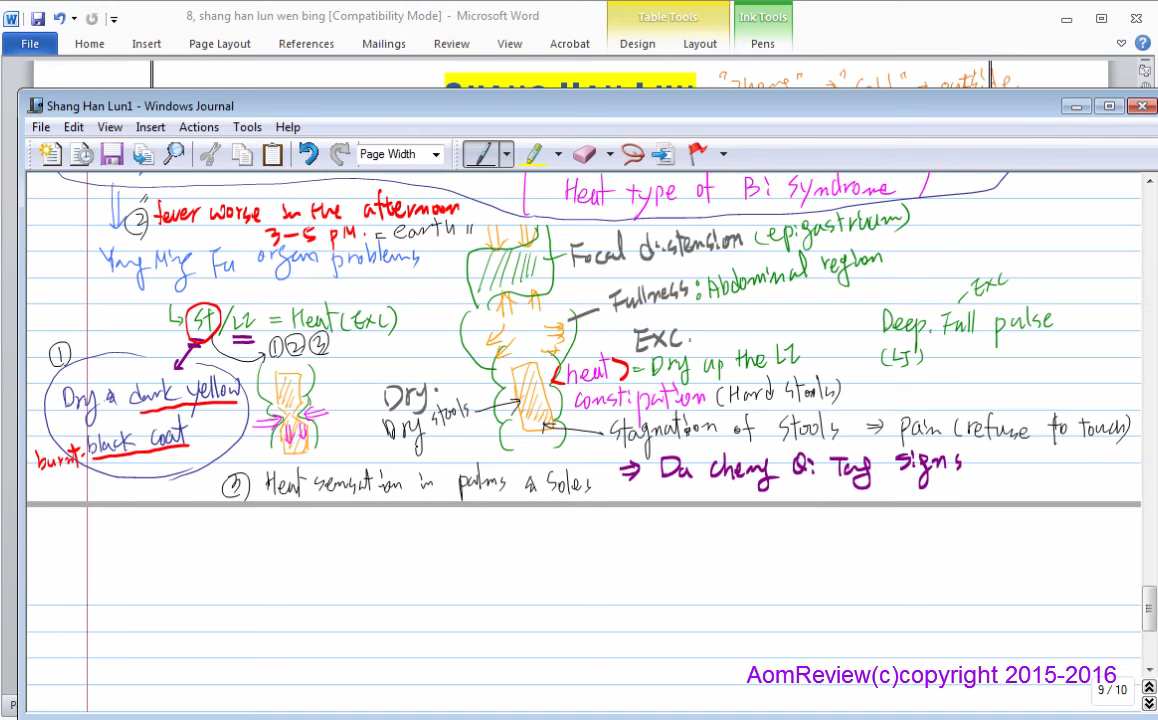 8, shang han lun wen bing [Compatibility Mode] - Microsoft Word
Table Tools
Ink Tools
File Home Insert Page Layout References Mailings Review View Acrobat Design Layout Pens
Shang Han Lun1 - Windows Journal
File Edit View Insert Actions Tools Help
Page Width
Heat type of Bi Syndrome
② fever worse in the afternoon
3-5 pm. = earth "
Yang Ming Fu organ problems
Focal distension (epigastrium)
Fullness: Abdominal region
Exc
↳ St/LI = Heat (Exc)
Deep. Full pulse
(LI)
① ② ③
EXC.
①
Dry & dark yellow
black coat
burnt.
Dry.
Dry stools
heat = Dry up the LI
constipation (Hard stools)
Stagnation of stools ⇒ pain (refuse to touch)
⇒ Da cheng Qi Tang signs
③ Heat sensation in palms & soles
AomReview(c)copyright 2015-2016
9 / 10